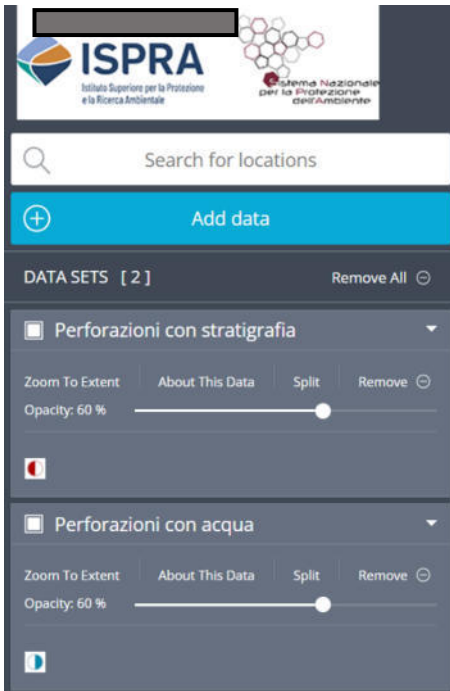 ISPRA
Istituto Superiore per la Protezione
e la Ricerca Ambientale
Sistema Nazionale
per la Protezione
dell'Ambiente
Search for locations
Add data
DATA SETS [ 2 ] Remove All
Perforazioni con stratigrafia
Zoom To Extent About This Data Split Remove
Opacity: 60 %
Perforazioni con acqua
Zoom To Extent About This Data Split Remove
Opacity: 60 %